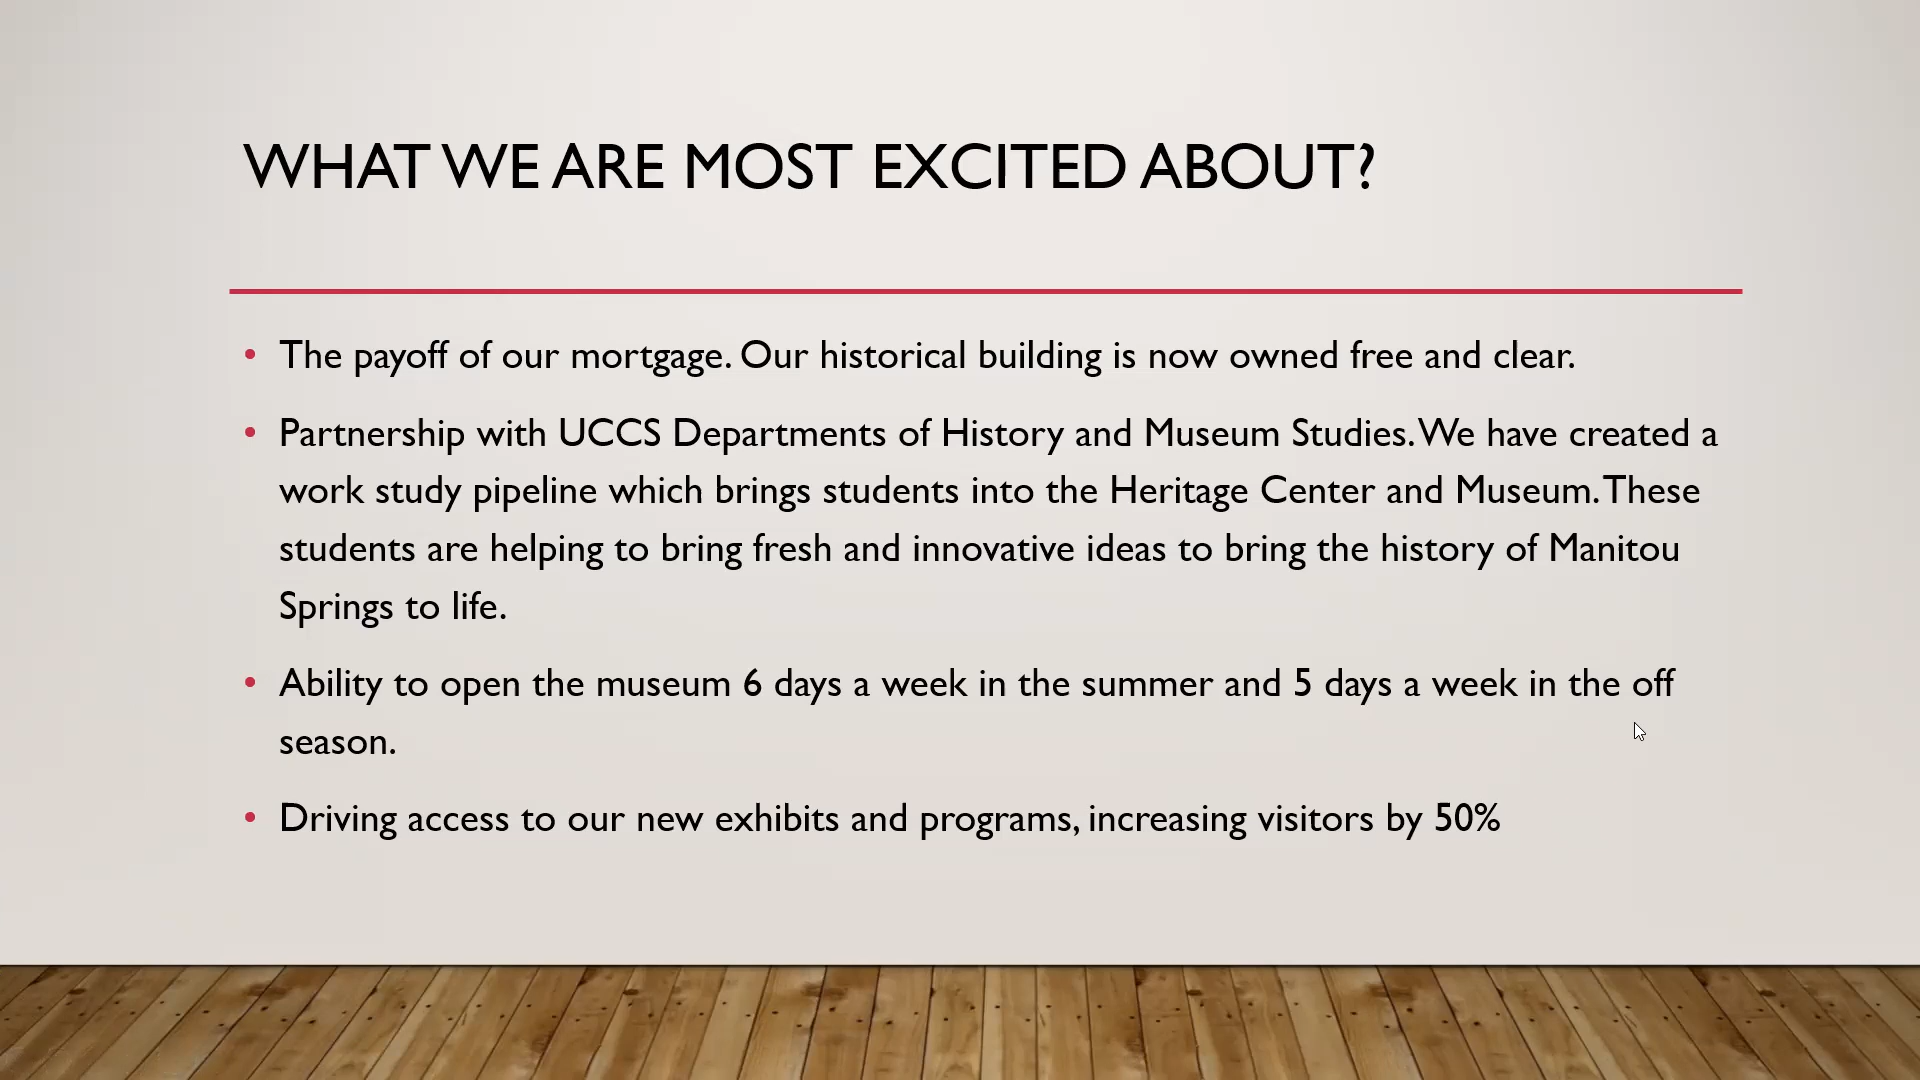 WHAT WE ARE MOST EXCITED ABOUT?
• The payoff of our mortgage. Our historical building is now owned free and clear.
• Partnership with UCCS Departments of History and Museum Studies. We have created a
work study pipeline which brings students into the Heritage Center and Museum. These
students are helping to bring fresh and innovative ideas to bring the history of Manitou
Springs to life.
• Ability to open the museum 6 days a week in the summer and 5 days a week in the off
season.
• Driving access to our new exhibits and programs, increasing visitors by 50%